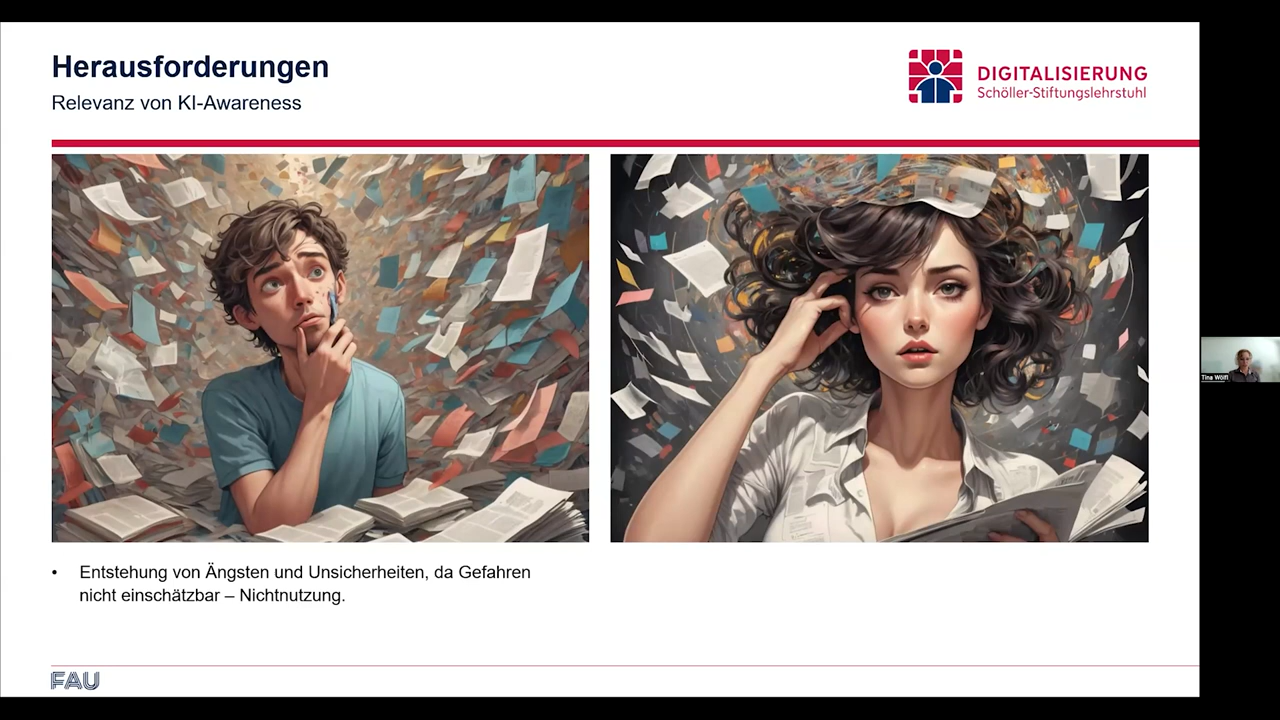 Herausforderungen
Relevanz von KI-Awareness
DIGITALISIERUNG
Schöller-Stiftungslehrstuhl
Tina Wölfl
• Entstehung von Ängsten und Unsicherheiten, da Gefahren
nicht einschätzbar – Nichtnutzung.
FAU